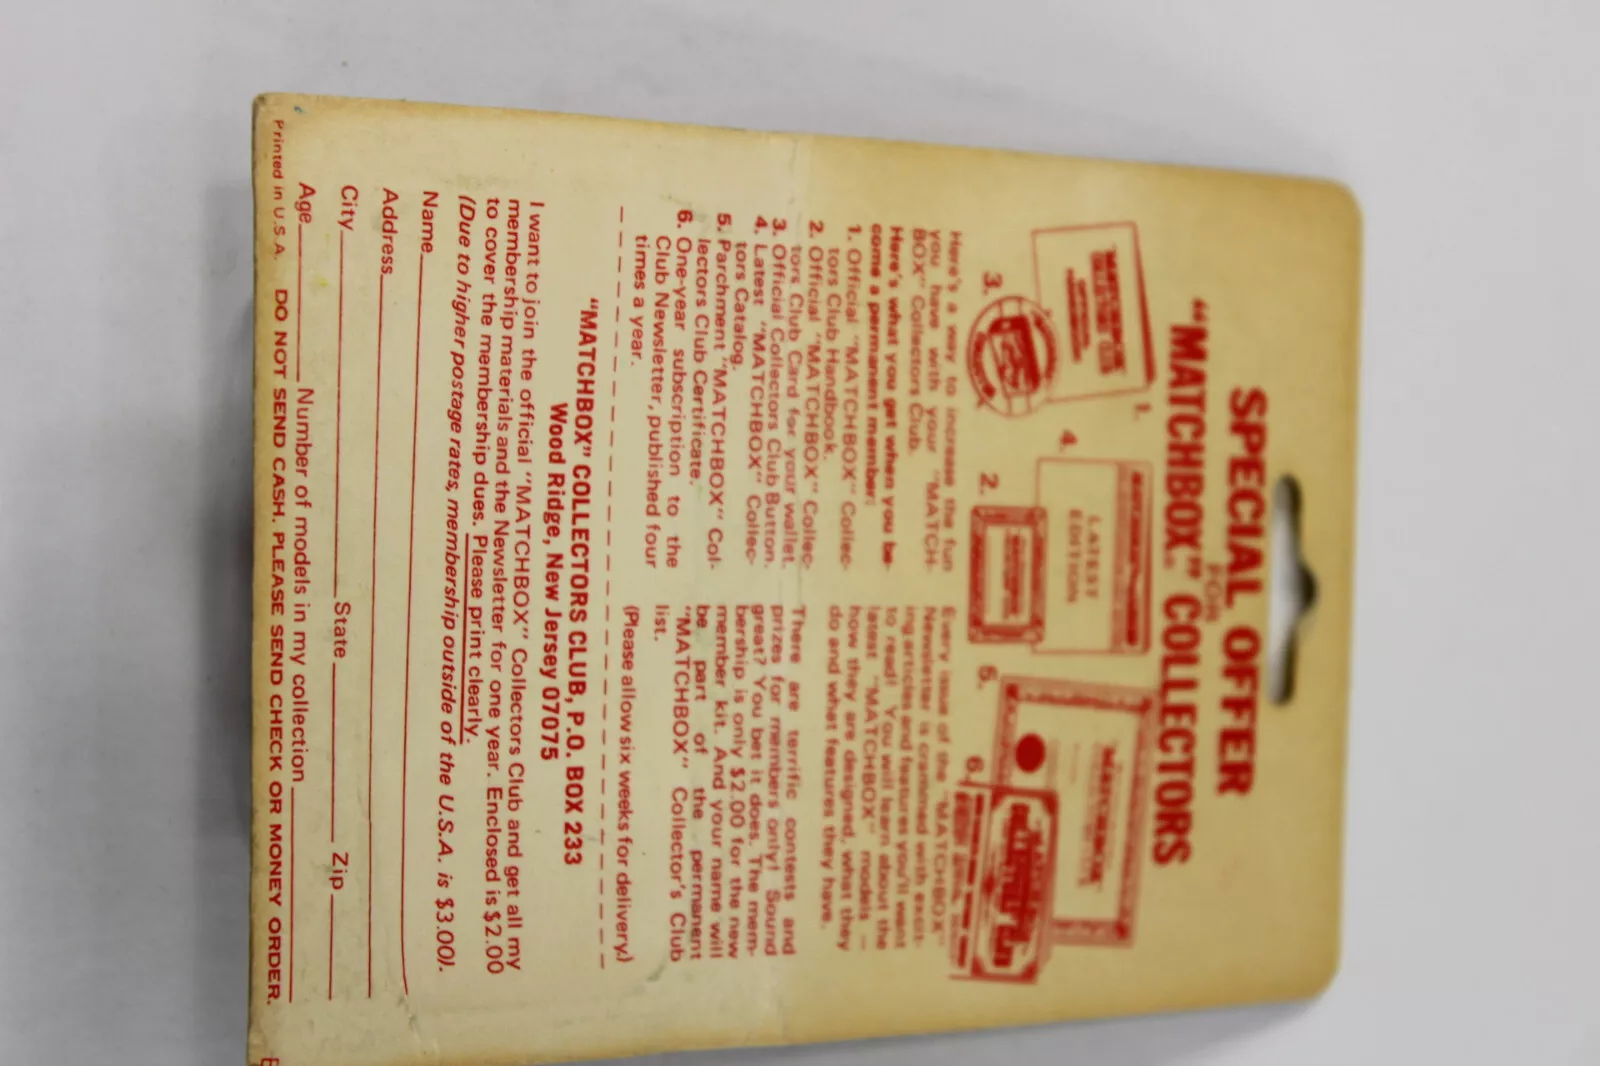 SPECIAL OFFER
FOR
"MATCHBOX" COLLECTORS
1.
4.
LATEST
EDITION
3.
2.
5.
6.
Here's a way to increase the fun
you have with your "MATCH-
BOX" Collectors Club.
Here's what you get when you be-
come a permanent member:
1. Official "MATCHBOX" Collec-
tors Club Handbook.
2. Official "MATCHBOX" Collec-
tors Club Card for your wallet.
3. Official Collectors Club Button.
4. Latest "MATCHBOX" Collec-
tors Catalog.
5. Parchment "MATCHBOX" Col-
lectors Club Certificate.
6. One-year subscription to the
Club Newsletter, published four
times a year.
Every issue of the "MATCHBOX"
Newsletter is crammed with excit-
ing articles and features you'll want
to read! You will learn about the
latest "MATCHBOX" models —
how they are designed, what they
do and what features they have.
There are terrific contests and
prizes for members only! Sound
great? You bet it does. The mem-
bership is only $2.00 for the new
member kit. And your name will
be part of the permanent
"MATCHBOX" Collector's Club
list.
(Please allow six weeks for delivery.)
"MATCHBOX" COLLECTORS CLUB, P.O. BOX 233
Wood Ridge, New Jersey 07075
I want to join the official "MATCHBOX" Collectors Club and get all my
membership materials and the Newsletter for one year. Enclosed is $2.00
to cover the membership dues. Please print clearly.
(Due to higher postage rates, membership outside of the U.S.A. is $3.00).
Name
Address
City State Zip
Age Number of models in my collection
Printed in U.S.A. DO NOT SEND CASH. PLEASE SEND CHECK OR MONEY ORDER.